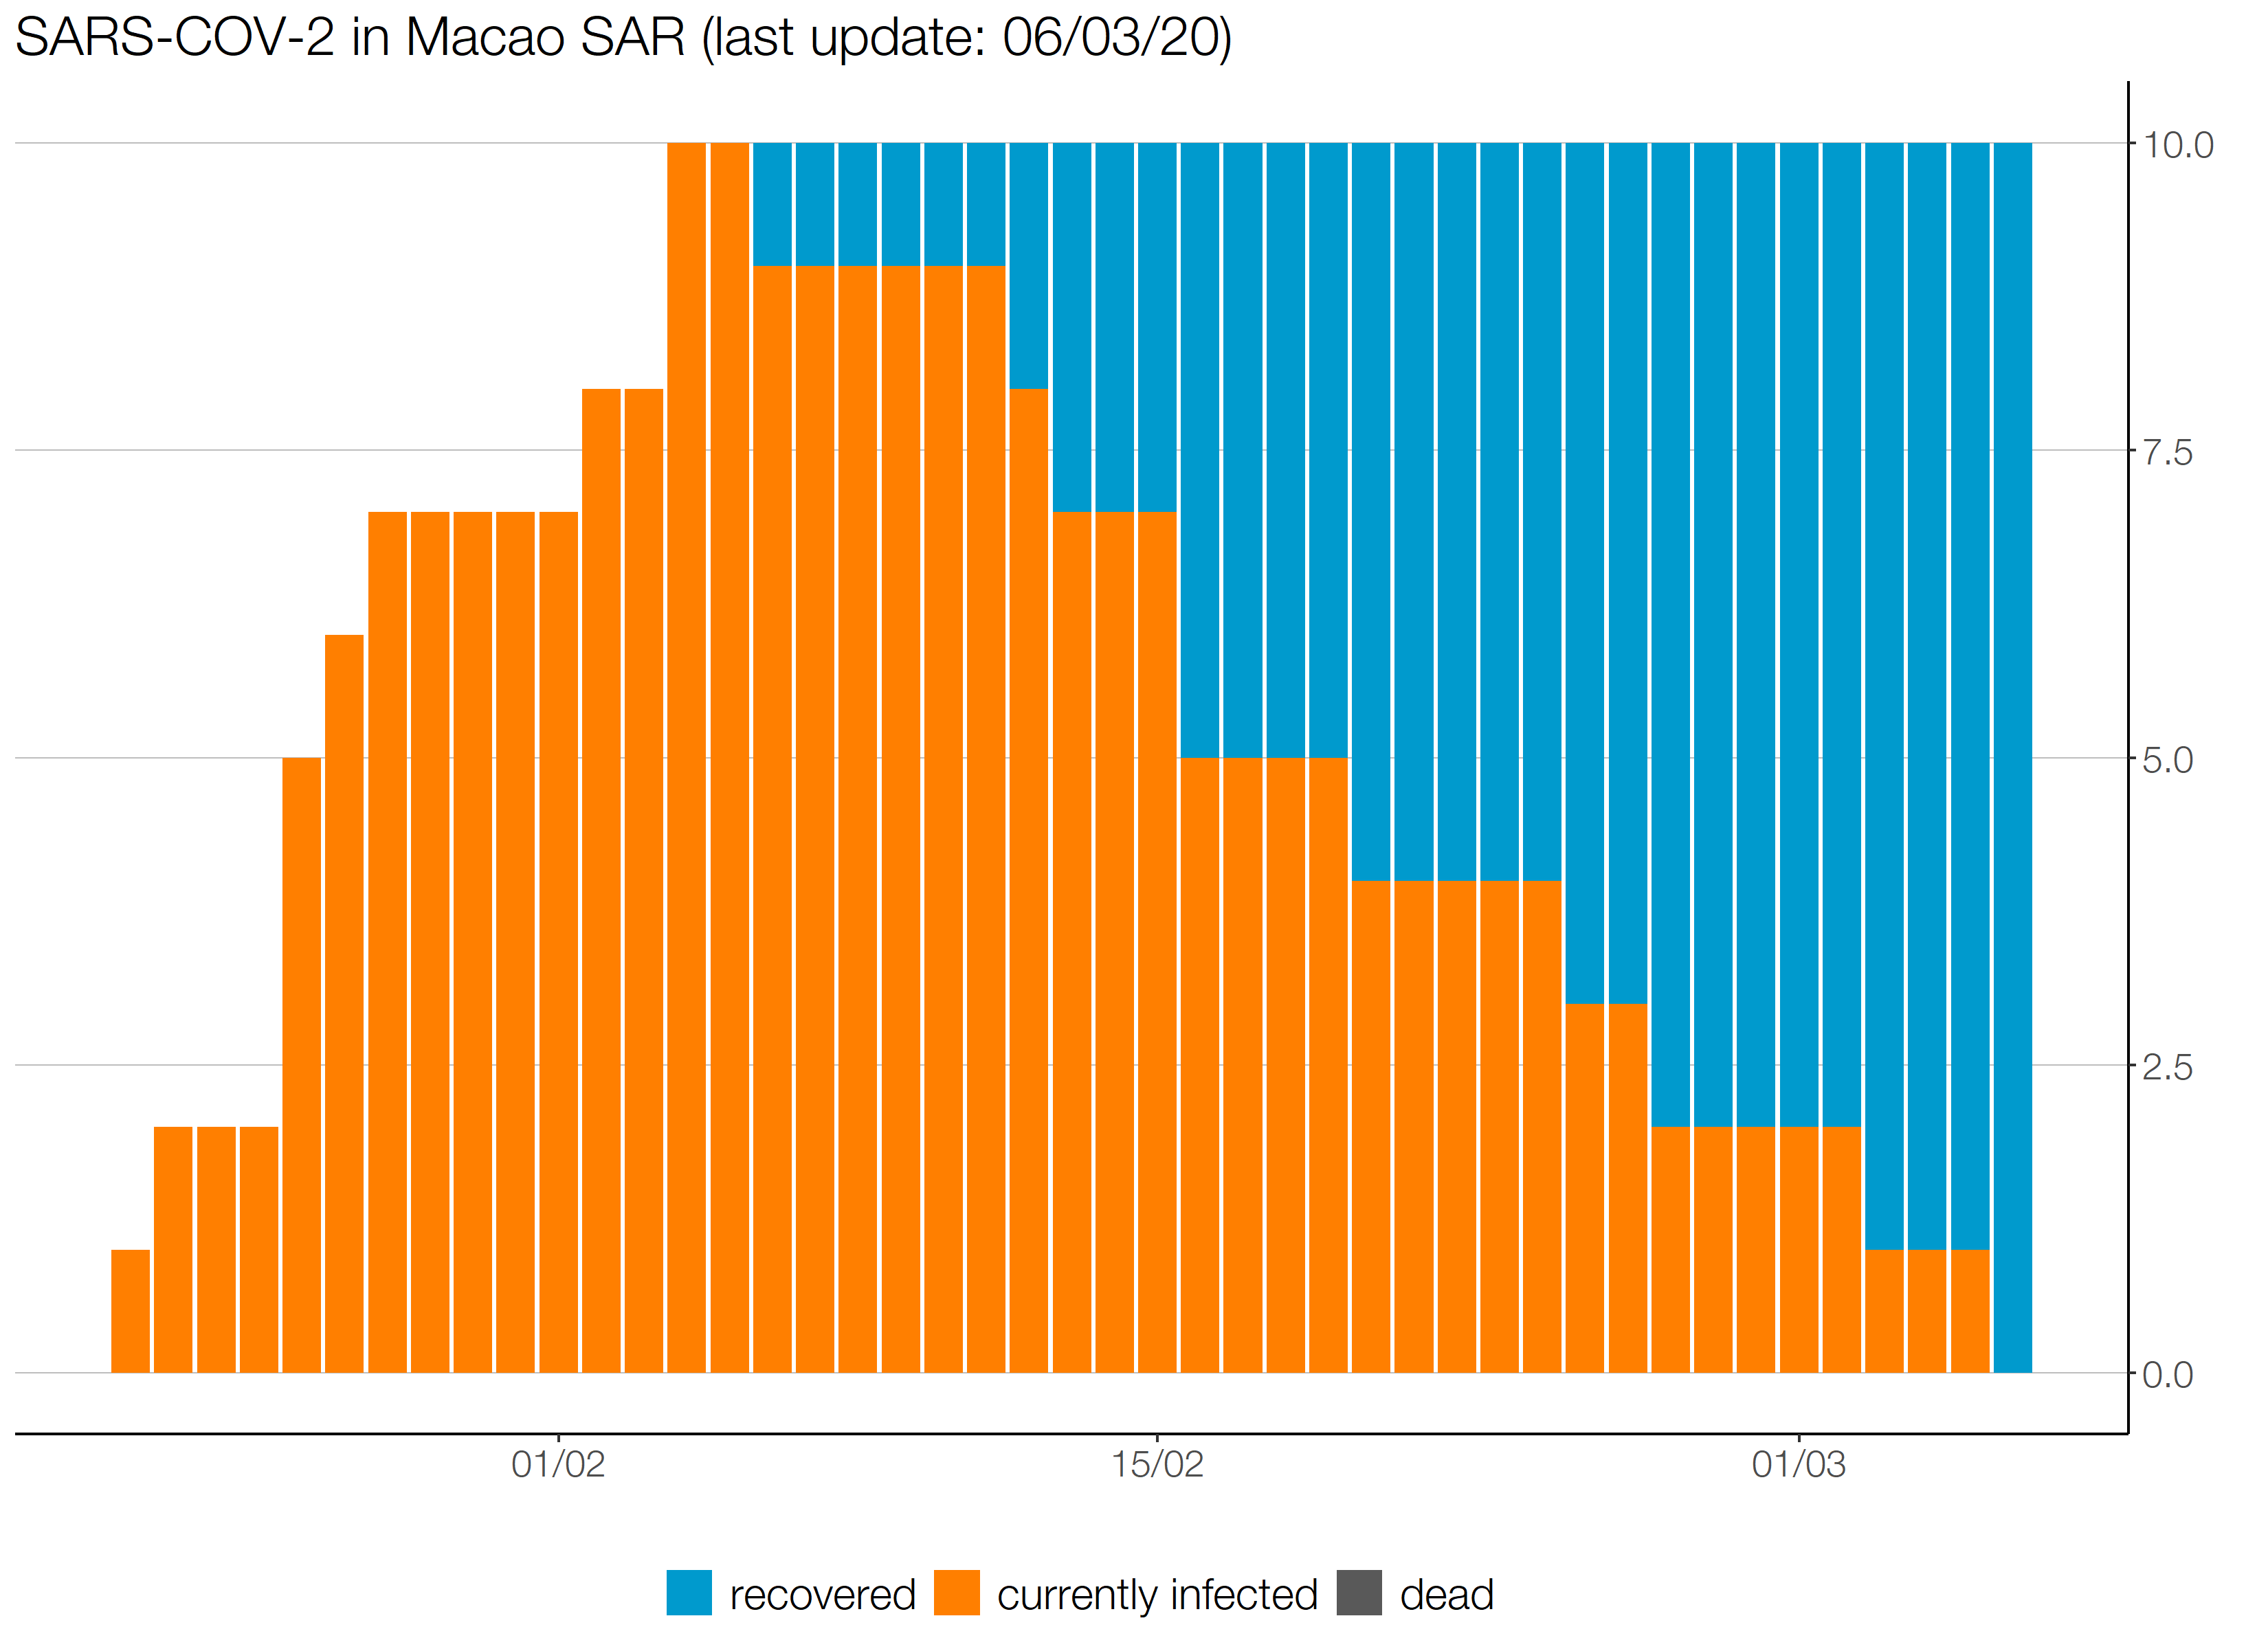 SARS-COV-2 in Macao SAR (last update: 06/03/20)
10.0
7.5
5.0
2.5
0.0
01/02 15/02 01/03
recovered currently infected dead